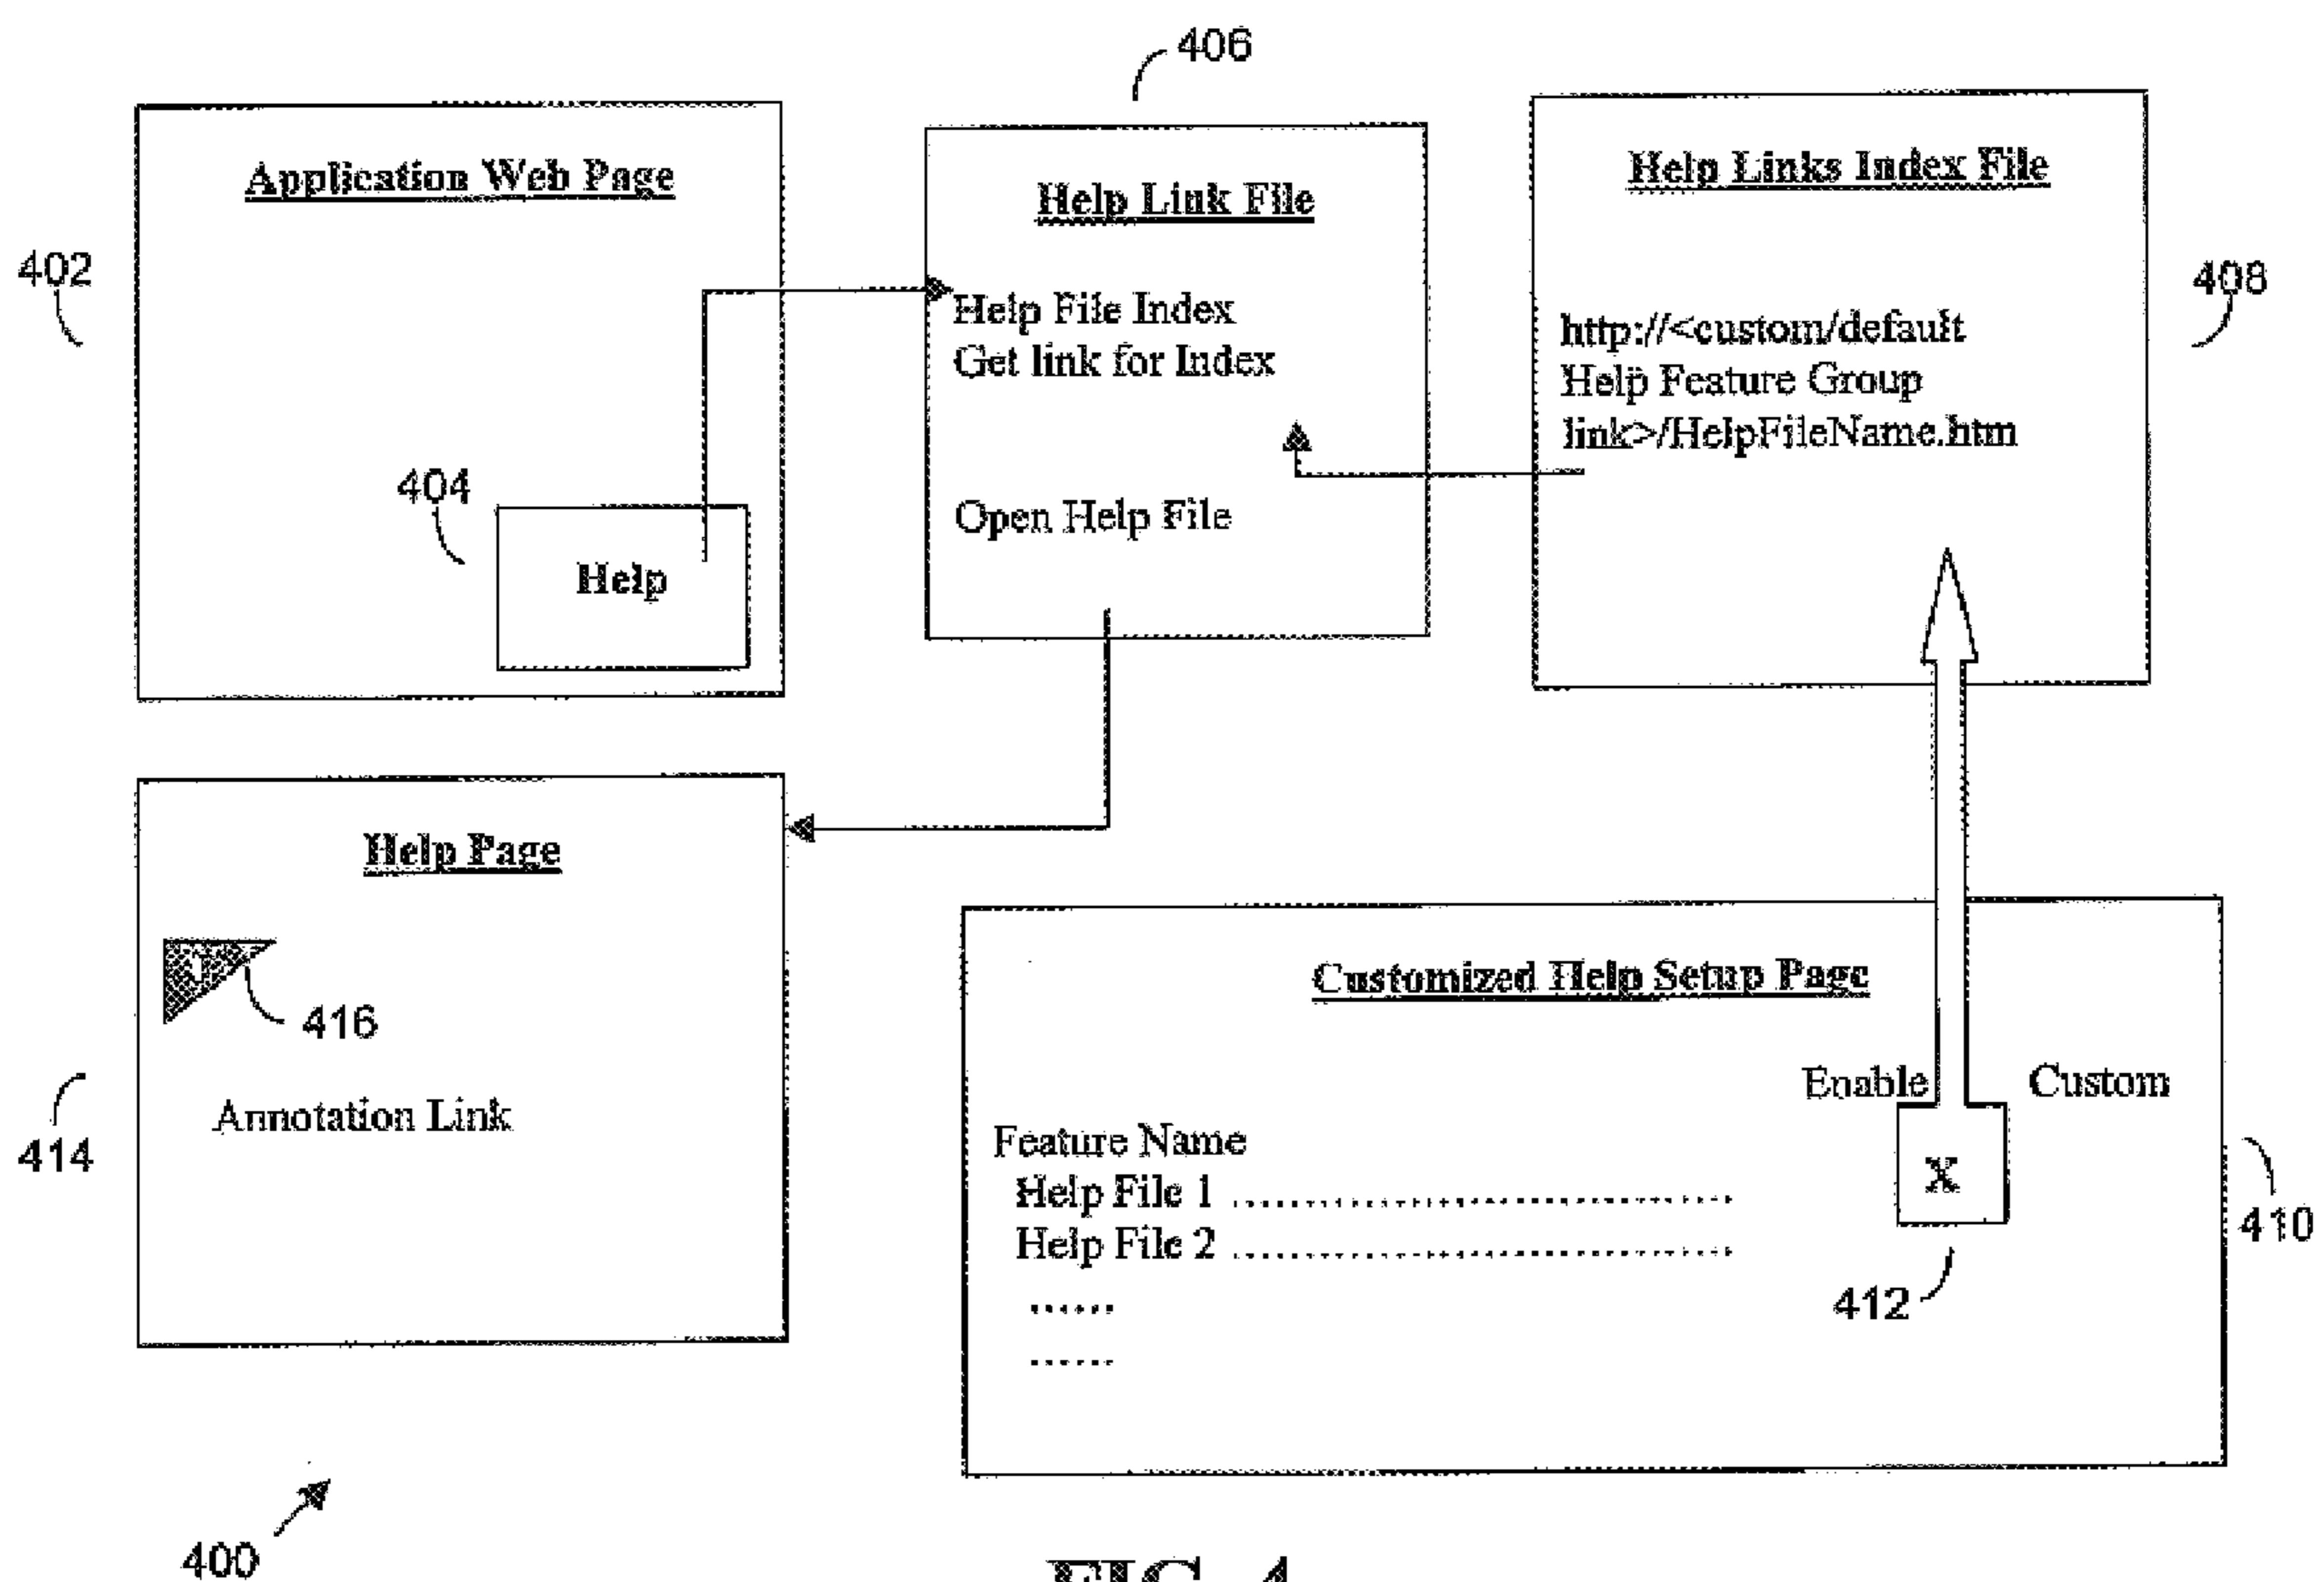 406
Application Web Page
402
404
Help
Help Link File
Help File Index
Get link for Index
Open Help File
Help Links Index File
408
http://<custom/default
Help Feature Group
link>/HelpFileName.htm
Help Page
416
Annotation Link
414
Customized Help Setup Page
Enable
Custom
Feature Name
Help File 1 ........................................
Help File 2 ........................................
......
......
X
412
410
400
FIG. 4